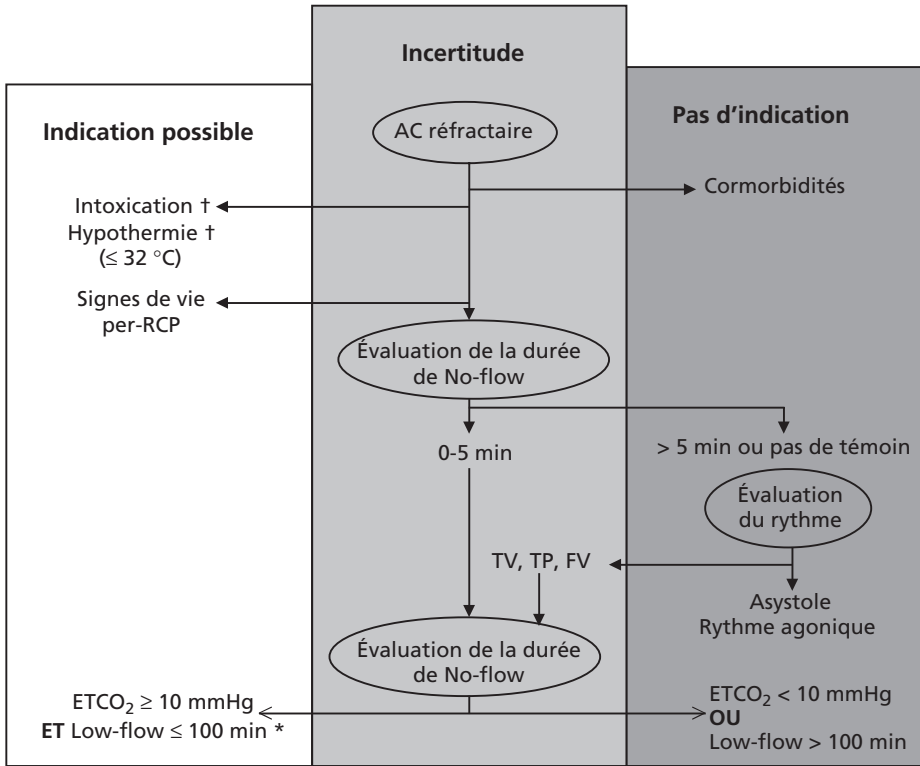 Incertitude
Indication possible
Pas d'indication
AC réfractaire
Cormorbidités
Intoxication †
Hypothermie †
(≤ 32 °C)
Signes de vie
per-RCP
Évaluation de la durée
de No-flow
0-5 min
> 5 min ou pas de témoin
Évaluation
du rythme
TV, TP, FV
Asystole
Rythme agonique
Évaluation de la durée
de No-flow
ETCO₂ ≥ 10 mmHg
ET Low-flow ≤ 100 min *
ETCO₂ < 10 mmHg
OU
Low-flow > 100 min